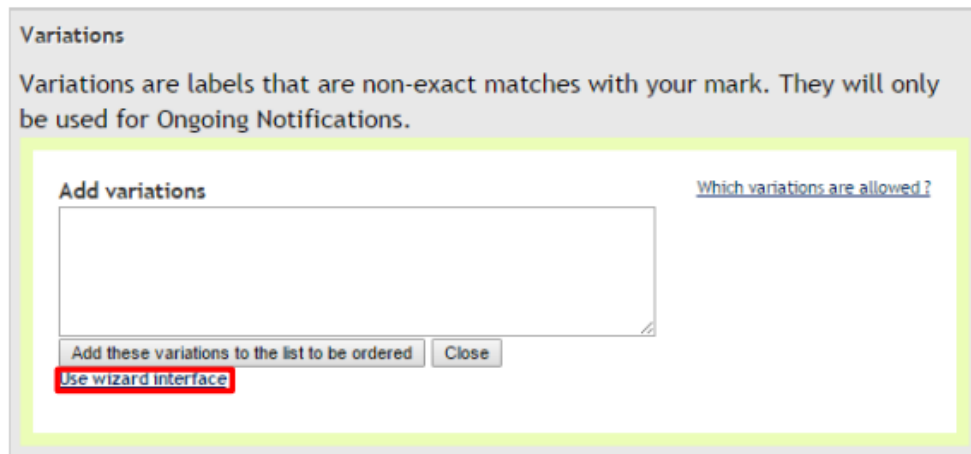 Variations
Variations are labels that are non-exact matches with your mark. They will only
be used for Ongoing Notifications.
Add variations
Which variations are allowed ?
Add these variations to the list to be ordered
Close
Use wizard interface